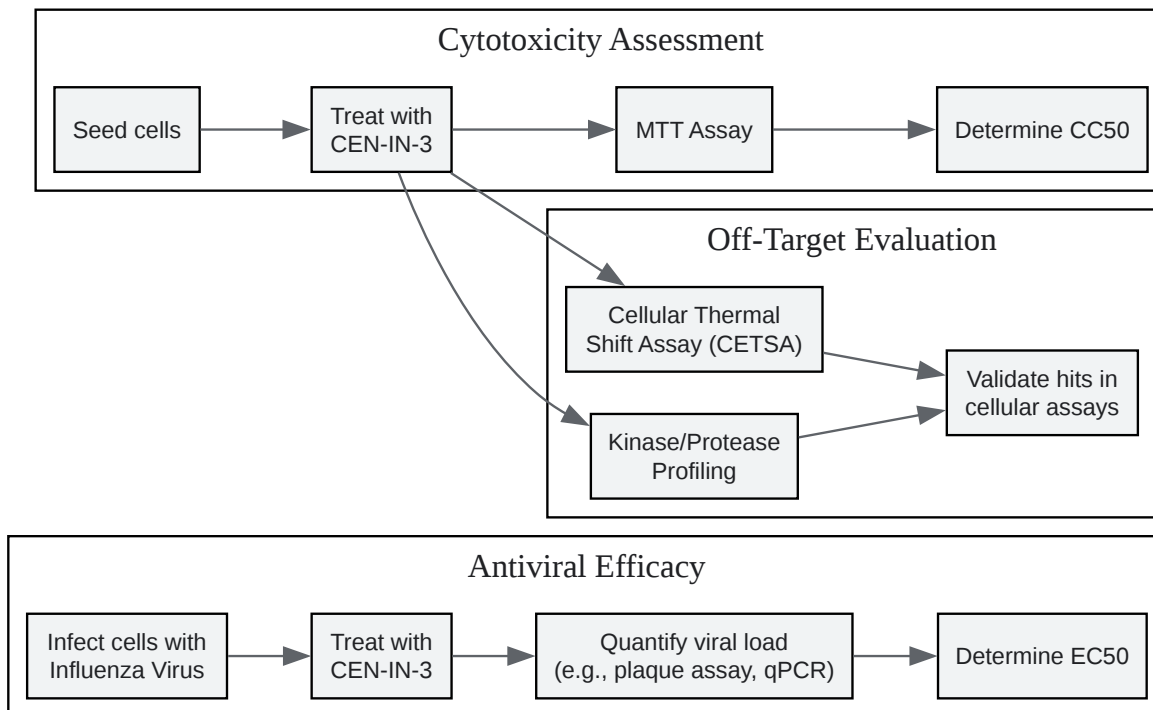 Cytotoxicity Assessment
Seed cells
Treat with
CEN-IN-3
MTT Assay
Determine CC50
Off-Target Evaluation
Cellular Thermal
Shift Assay (CETSA)
Validate hits in
cellular assays
Kinase/Protease
Profiling
Antiviral Efficacy
Infect cells with
Influenza Virus
Treat with
CEN-IN-3
Quantify viral load
(e.g., plaque assay, qPCR)
Determine EC50